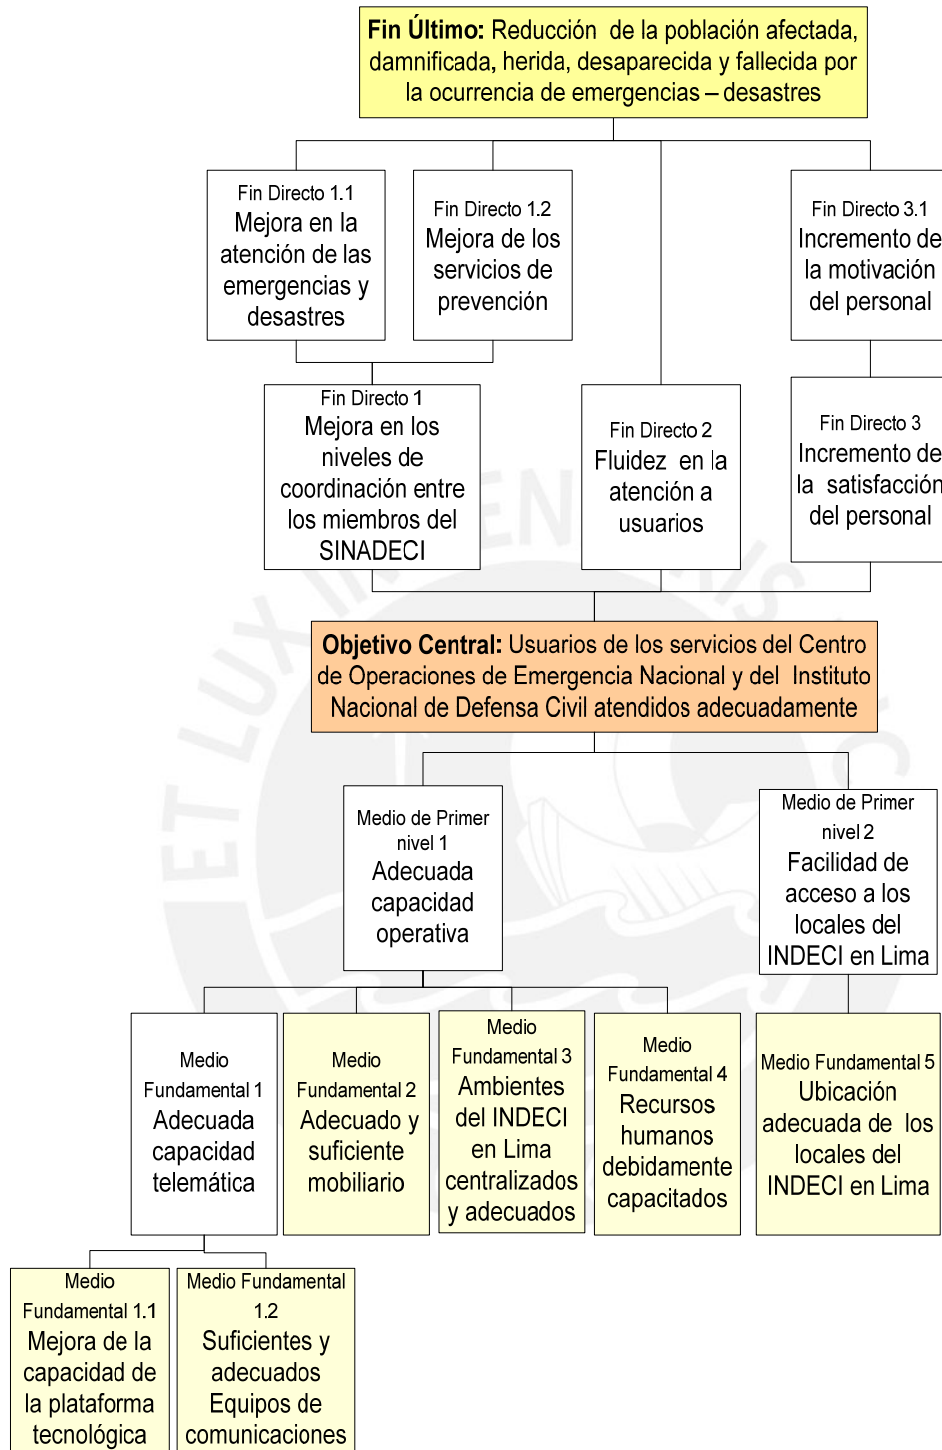 Fin Último: Reducción de la población afectada,
damnificada, herida, desaparecida y fallecida por
la ocurrencia de emergencias – desastres
Fin Directo 1.1
Mejora en la
atención de las
emergencias y
desastres
Fin Directo 1.2
Mejora de los
servicios de
prevención
Fin Directo 3.1
Incremento de
la motivación
del personal
Fin Directo 1
Mejora en los
niveles de
coordinación entre
los miembros del
SINADECI
Fin Directo 2
Fluidez en la
atención a
usuarios
Fin Directo 3
Incremento de
la satisfacción
del personal
Objetivo Central: Usuarios de los servicios del Centro
de Operaciones de Emergencia Nacional y del Instituto
Nacional de Defensa Civil atendidos adecuadamente
Medio de Primer
nivel 1
Adecuada
capacidad
operativa
Medio de Primer
nivel 2
Facilidad de
acceso a los
locales del
INDECI en Lima
Medio
Fundamental 1
Adecuada
capacidad
telemática
Medio
Fundamental 2
Adecuado y
suficiente
mobiliario
Medio
Fundamental 3
Ambientes
del INDECI
en Lima
centralizados
y adecuados
Medio
Fundamental 4
Recursos
humanos
debidamente
capacitados
Medio Fundamental 5
Ubicación
adecuada de los
locales del
INDECI en Lima
Medio
Fundamental 1.1
Mejora de la
capacidad de
la plataforma
tecnológica
Medio Fundamental
1.2
Suficientes y
adecuados
Equipos de
comunicaciones